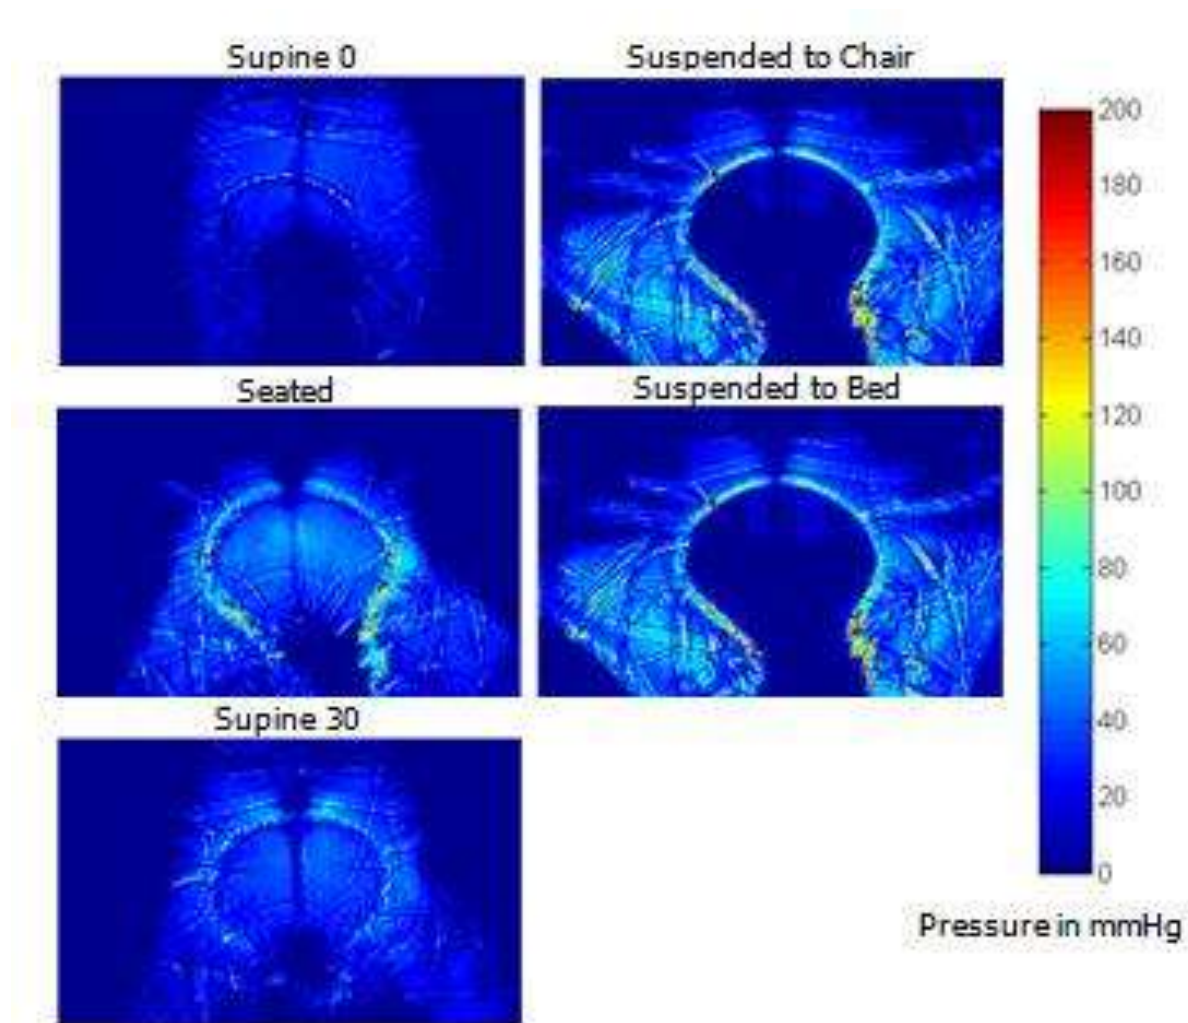 Supine 0
Suspended to Chair
Seated
Suspended to Bed
Supine 30
200
180
160
140
120
100
80
60
40
20
0
Pressure in mmHg